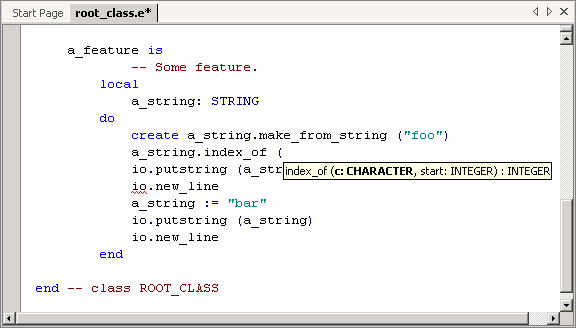 Start Page root_class.e*
a_feature is
-- Some feature.
local
a_string: STRING
do
create a_string.make_from_string ("foo")
a_string.index_of (
io.putstring (a_str
index_of (c: CHARACTER, start: INTEGER) : INTEGER
io.new_line
a_string := "bar"
io.putstring (a_string)
io.new_line
end
end -- class ROOT_CLASS